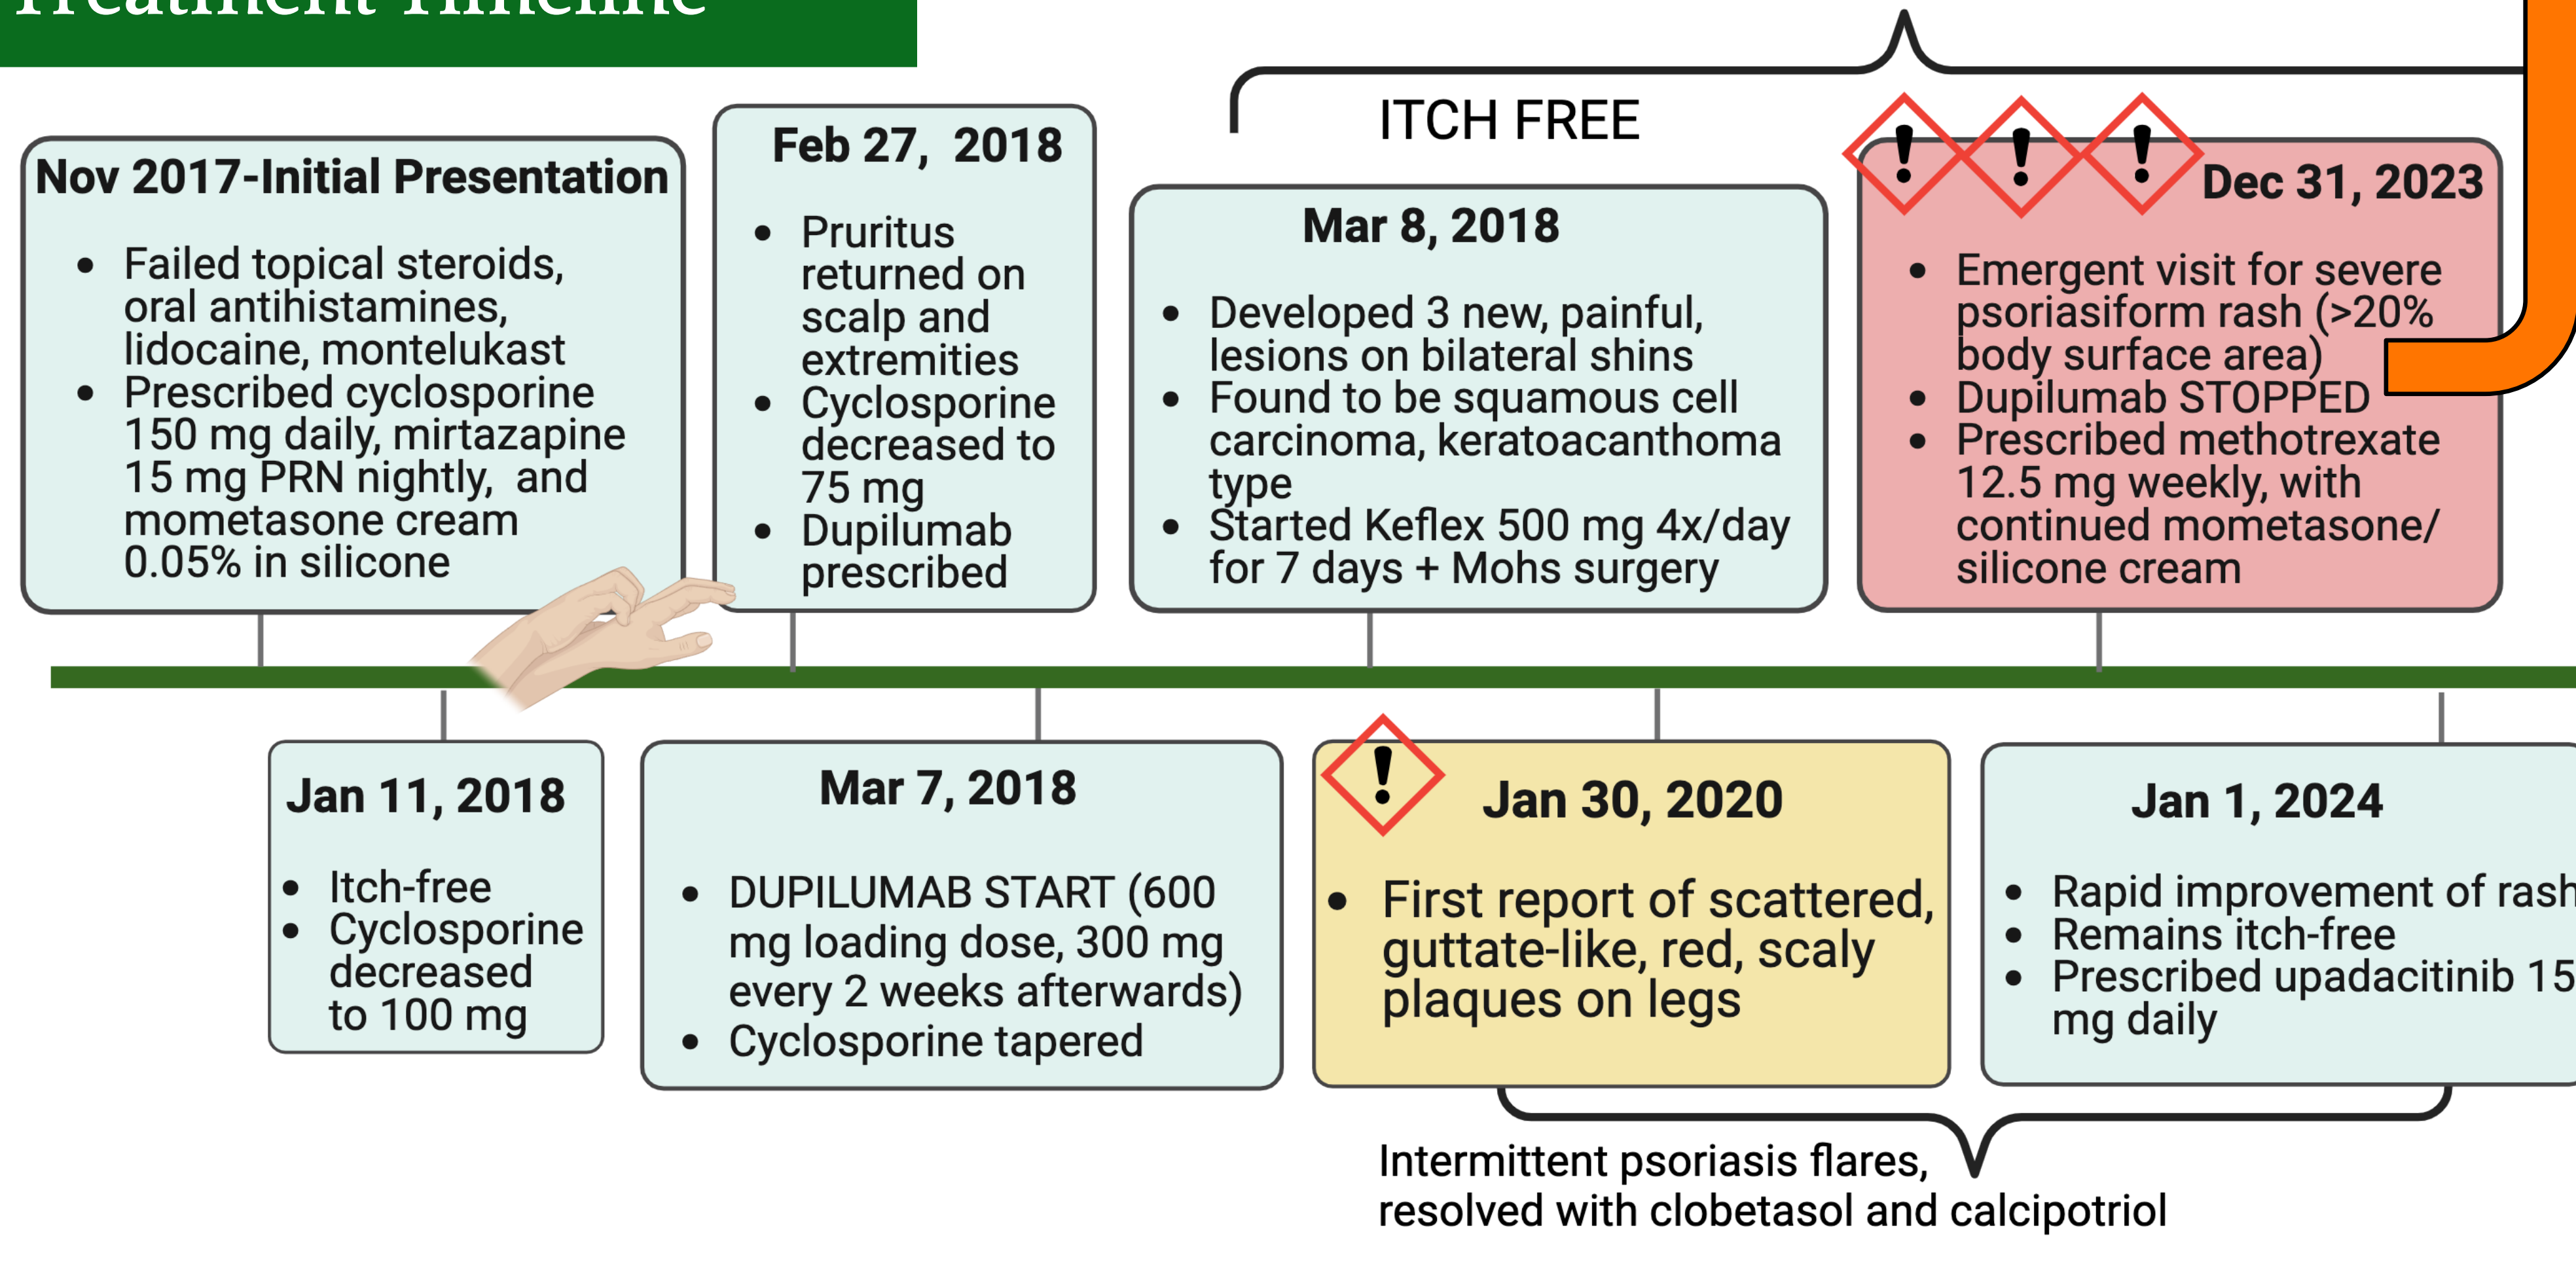 Treatment Timeline
ITCH FREE
Nov 2017-Initial Presentation
• Failed topical steroids,
oral antihistamines,
lidocaine, montelukast
• Prescribed cyclosporine
150 mg daily, mirtazapine
15 mg PRN nightly, and
mometasone cream
0.05% in silicone
Jan 11, 2018
• Itch-free
• Cyclosporine
decreased
to 100 mg
Feb 27, 2018
• Pruritus
returned on
scalp and
extremities
• Cyclosporine
decreased to
75 mg
• Dupilumab
prescribed
Mar 7, 2018
• DUPILUMAB START (600
mg loading dose, 300 mg
every 2 weeks afterwards)
• Cyclosporine tapered
Mar 8, 2018
• Developed 3 new, painful,
lesions on bilateral shins
• Found to be squamous cell
carcinoma, keratoacanthoma
type
• Started Keflex 500 mg 4x/day
for 7 days + Mohs surgery
!
Jan 30, 2020
• First report of scattered,
guttate-like, red, scaly
plaques on legs
! ! !
Dec 31, 2023
• Emergent visit for severe
psoriasiform rash (>20%
body surface area)
• Dupilumab STOPPED
• Prescribed methotrexate
12.5 mg weekly, with
continued mometasone/
silicone cream
Jan 1, 2024
• Rapid improvement of rash
• Remains itch-free
• Prescribed upadacitinib 15
mg daily
Intermittent psoriasis flares,
resolved with clobetasol and calcipotriol